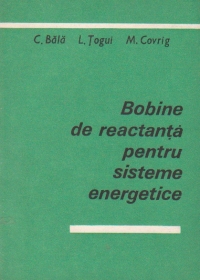 C. Bălă L. Țogui M. Covrig
Bobine
de reactanță
pentru
sisteme
energetice